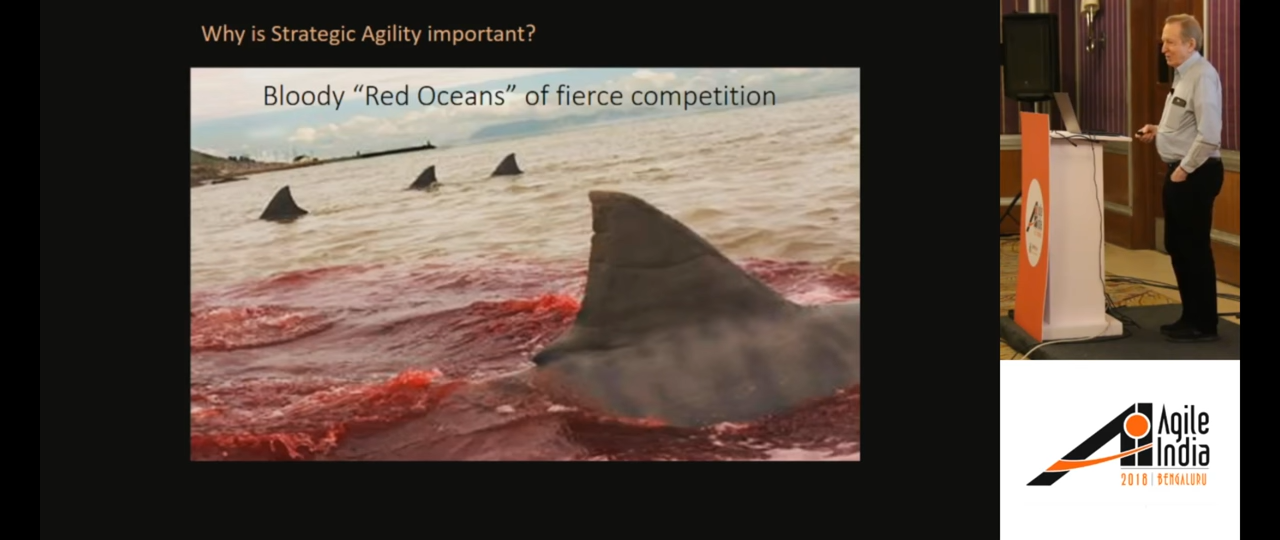 Why is Strategic Agility important?
Bloody “Red Oceans” of fierce competition
Agile
India
2018 | BENGALURU